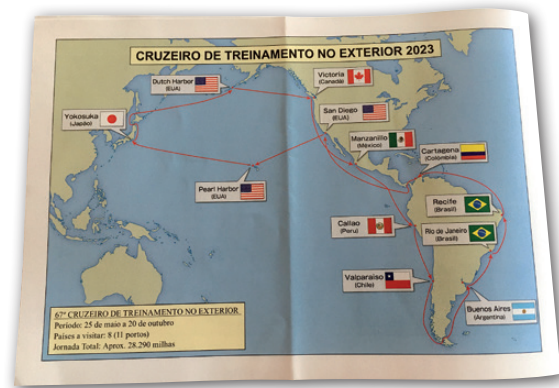 CRUZEIRO DE TREINAMENTO NO EXTERIOR 2023
Dutch Harbor
(EUA)
Victoria
(Canadá)
San Diego
(EUA)
Yokosuka
(Japão)
Manzanillo
(México)
Cartagena
(Colômbia)
Pearl Harbor
(EUA)
Recife
(Brasil)
Callao
(Peru)
Rio de Janeiro
(Brasil)
Valparaiso
(Chile)
Buenos Aires
(Argentina)
67º CRUZEIRO DE TREINAMENTO NO EXTERIOR
Período: 25 de maio a 20 de outubro
Países a visitar: 8 (11 portos)
Jornada Total: Aprox. 28.290 milhas